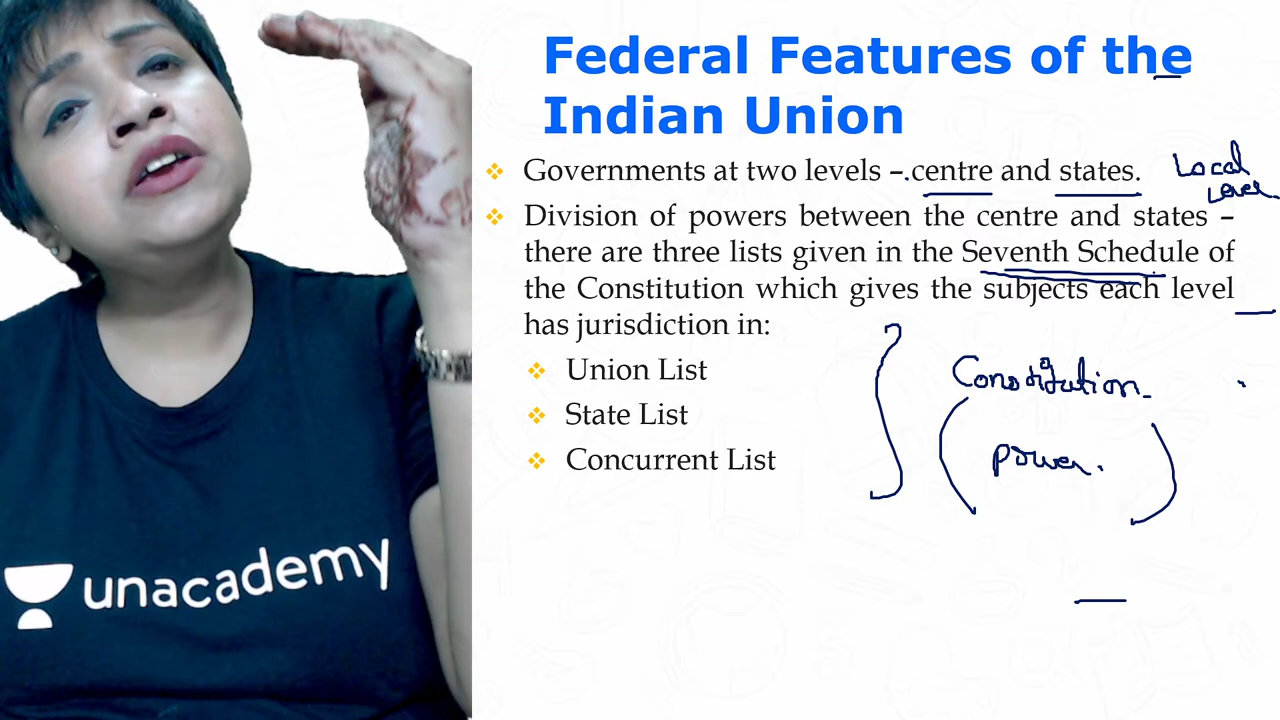 Federal Features of the
Indian Union
Governments at two levels – centre and states.
Local
Level
Division of powers between the centre and states –
there are three lists given in the Seventh Schedule of
the Constitution which gives the subjects each level
has jurisdiction in:
Union List
State List
Concurrent List
Constitution
Power.
unacademy